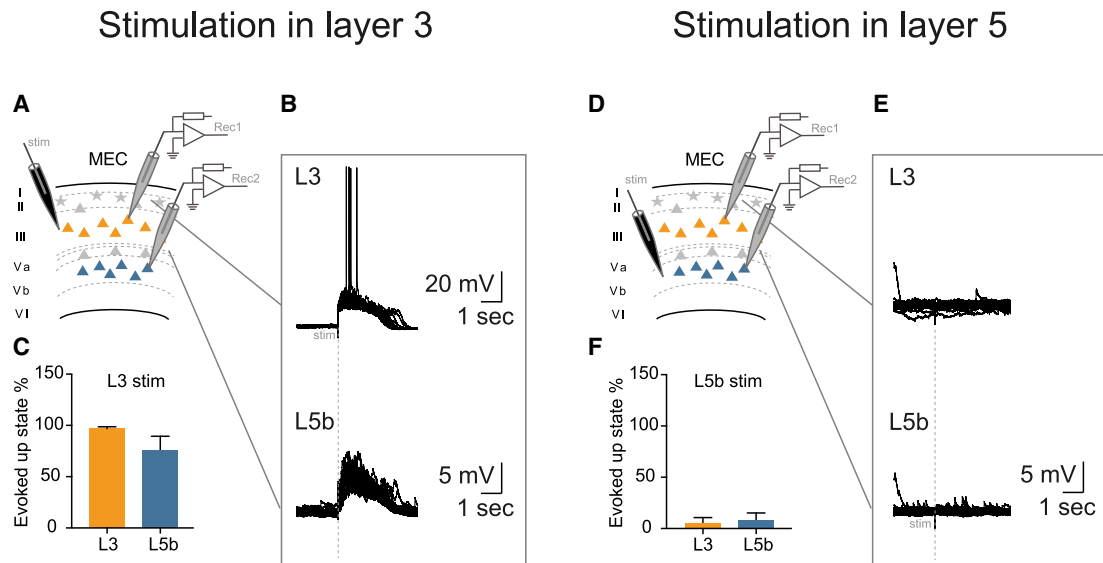 Stimulation in layer 3
Stimulation in layer 5
A
stim
MEC
Rec1
Rec2
I
II
III
Va
Vb
VI
B
L3
20 mV
1 sec
stim
L5b
5 mV
1 sec
C
Evoked up state %
150
100
50
0
L3 stim
L3
L5b
D
stim
MEC
Rec1
Rec2
I
II
III
Va
Vb
VI
E
L3
L5b
5 mV
1 sec
stim
F
Evoked up state %
150
100
50
0
L5b stim
L3
L5b